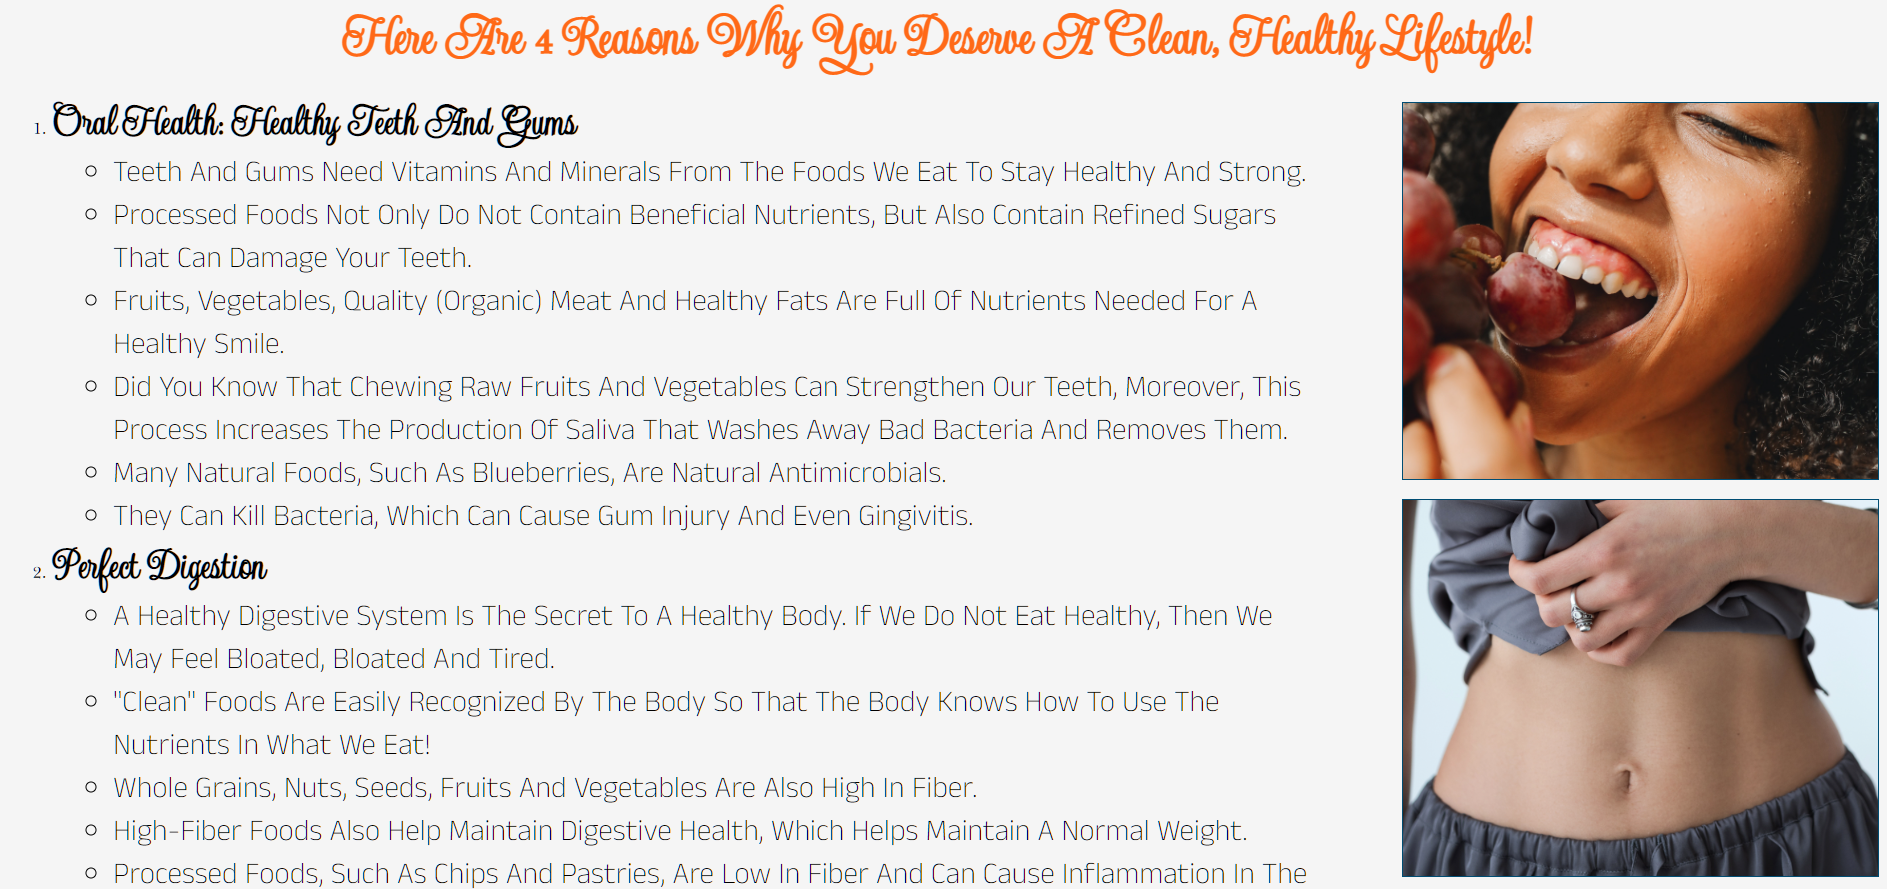 Here Are 4 Reasons Why You Deserve A Clean, Healthy Lifestyle!
1. Oral Health: Healthy Teeth And Gums
Teeth And Gums Need Vitamins And Minerals From The Foods We Eat To Stay Healthy And Strong.
Processed Foods Not Only Do Not Contain Beneficial Nutrients, But Also Contain Refined Sugars
That Can Damage Your Teeth.
Fruits, Vegetables, Quality (Organic) Meat And Healthy Fats Are Full Of Nutrients Needed For A
Healthy Smile.
Did You Know That Chewing Raw Fruits And Vegetables Can Strengthen Our Teeth, Moreover, This
Process Increases The Production Of Saliva That Washes Away Bad Bacteria And Removes Them.
Many Natural Foods, Such As Blueberries, Are Natural Antimicrobials.
They Can Kill Bacteria, Which Can Cause Gum Injury And Even Gingivitis.
2. Perfect Digestion
A Healthy Digestive System Is The Secret To A Healthy Body. If We Do Not Eat Healthy, Then We
May Feel Bloated, Bloated And Tired.
"Clean" Foods Are Easily Recognized By The Body So That The Body Knows How To Use The
Nutrients In What We Eat!
Whole Grains, Nuts, Seeds, Fruits And Vegetables Are Also High In Fiber.
High-Fiber Foods Also Help Maintain Digestive Health, Which Helps Maintain A Normal Weight.
Processed Foods, Such As Chips And Pastries, Are Low In Fiber And Can Cause Inflammation In The